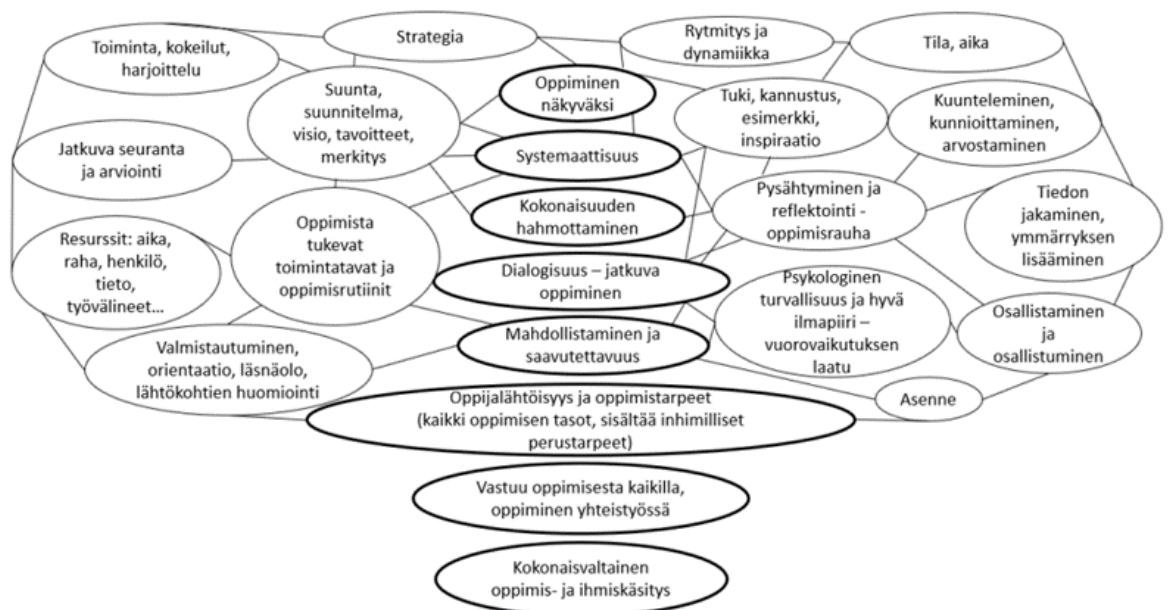 Toiminta, kokeilut,
harjoittelu
Strategia
Rytmitys ja
dynamiikka
Tila, aika
Suunta,
suunnitelma,
visio, tavoitteet,
merkitys
Oppiminen
näkyväksi
Tuki, kannustus,
esimerkki,
inspiraatio
Kuunteleminen,
kunnioittaminen,
arvostaminen
Jatkuva seuranta
ja arviointi
Systemaattisuus
Oppimista
tukevat
toimintatavat ja
oppimisrutiinit
Kokonaisuuden
hahmottaminen
Pysähtyminen ja
reflektointi -
oppimisrauha
Tiedon
jakaminen,
ymmärryksen
lisääminen
Resurssit: aika,
raha, henkilö,
tieto,
työvälineet...
Dialogisuus – jatkuva
oppiminen
Psykologinen
turvallisuus ja hyvä
ilmapiiri –
vuorovaikutuksen
laatu
Osallistaminen
ja
osallistuminen
Valmistautuminen,
orientaatio, läsnäolo,
lähtökohtien huomiointi
Mahdollistaminen ja
saavutettavuus
Asenne
Oppijalähtöisyys ja oppimistarpeet
(kaikki oppimisen tasot, sisältää inhimilliset
perustarpeet)
Vastuu oppimisesta kaikilla,
oppiminen yhteistyössä
Kokonaisvaltainen
oppimis- ja ihmiskäsitys